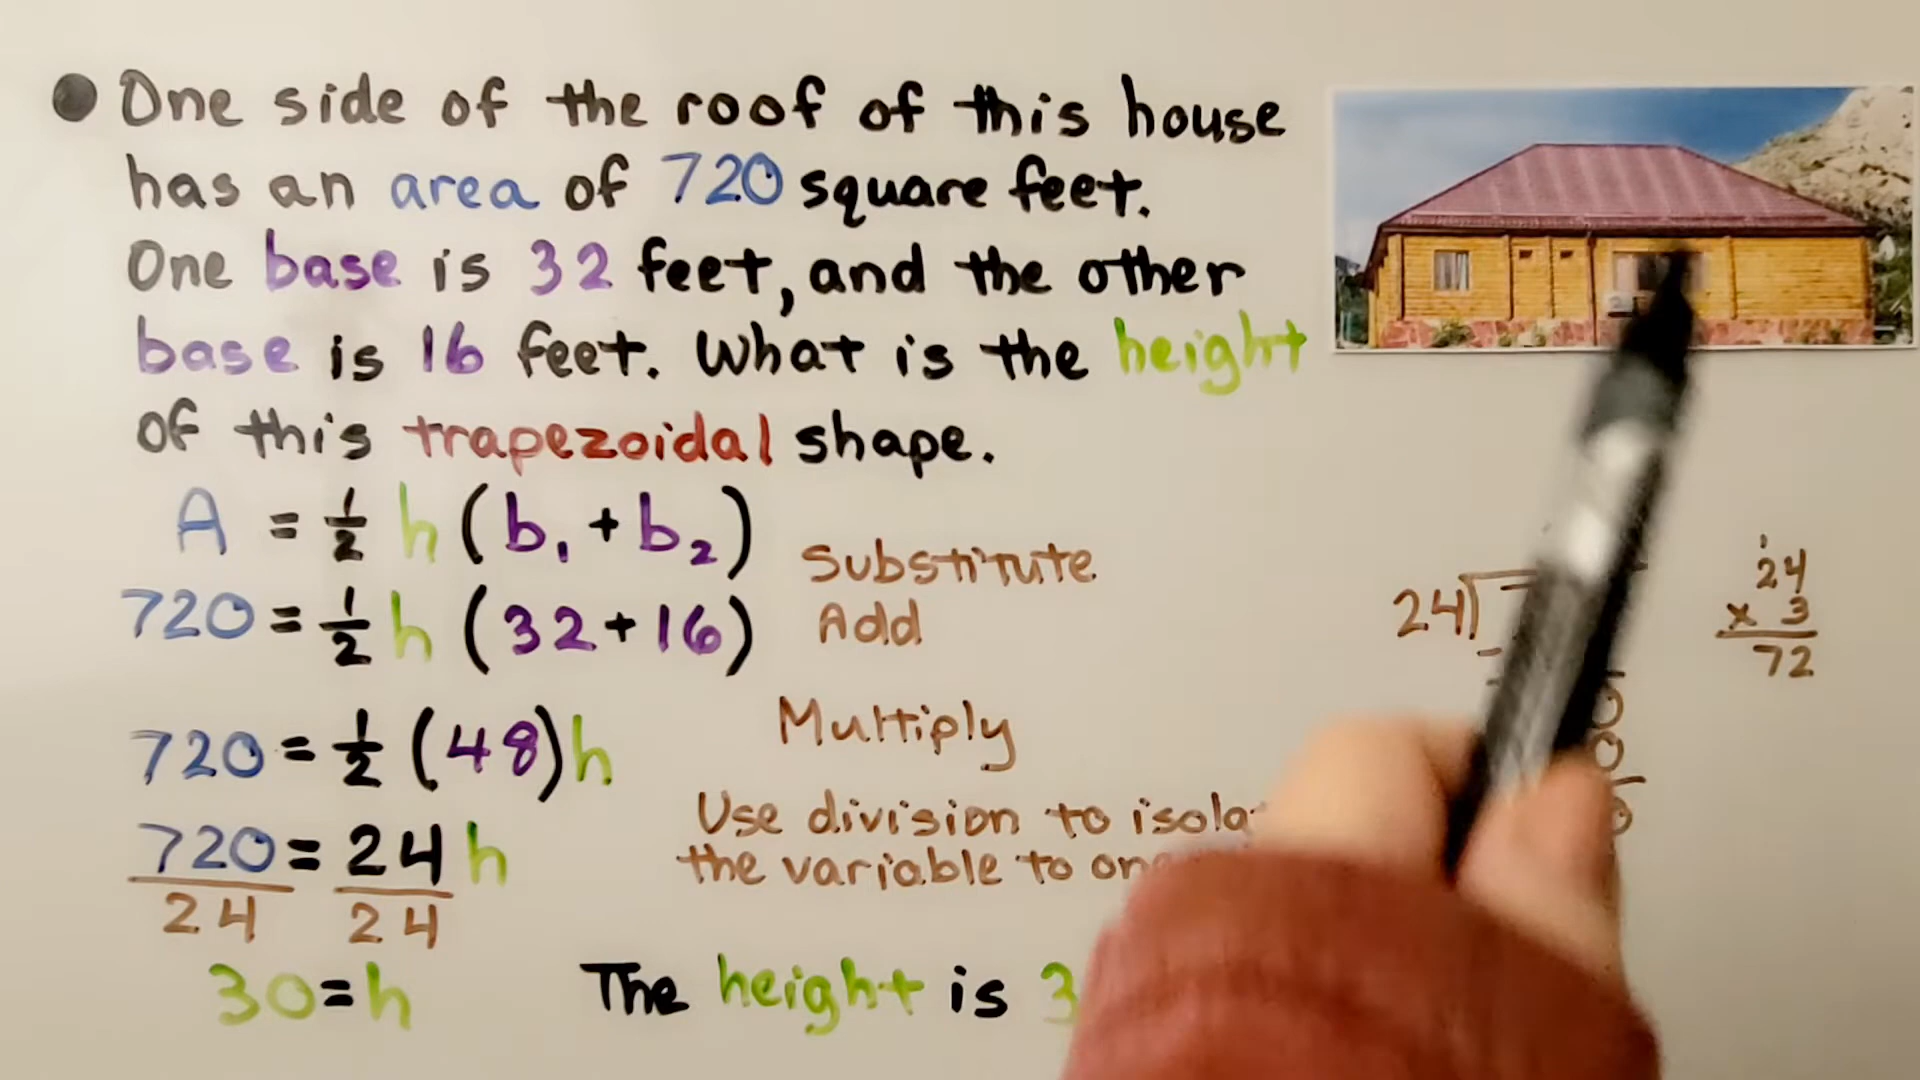 One side of the roof of this house
has an area of 720 square feet.
One base is 32 feet, and the other
base is 16 feet. What is the height
of this trapezoidal shape.
A = 1/2 h (b₁ + b₂)
Substitute
720 = 1/2 h (32 + 16)
Add
720 = 1/2 (48)h
Multiply
720 = 24 h
24 24
Use division to
the variable to
30 = h
The height is
24)
24
x 3
72